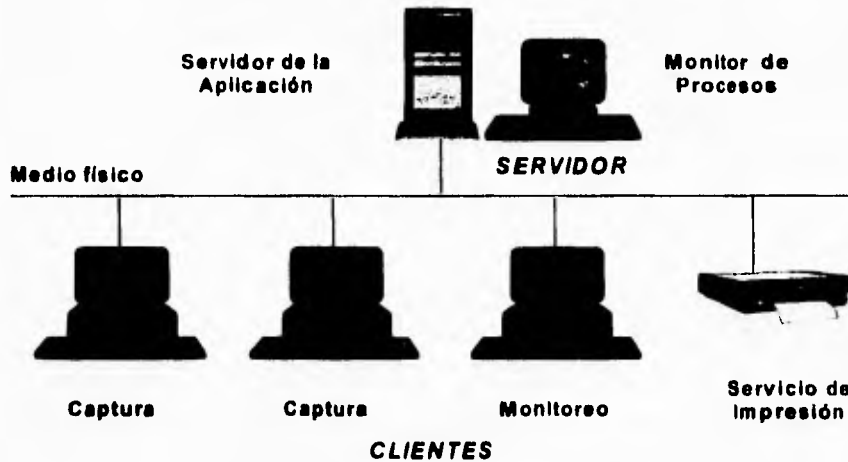 Servidor de la
Aplicación
Monitor de
Procesos
SERVIDOR
Medio físico
Captura
Captura
Monitoreo
Servicio de
Impresión
CLIENTES